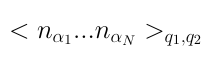 $< n_{\alpha_1} ... n_{\alpha_N} >_{q_1, q_2}$